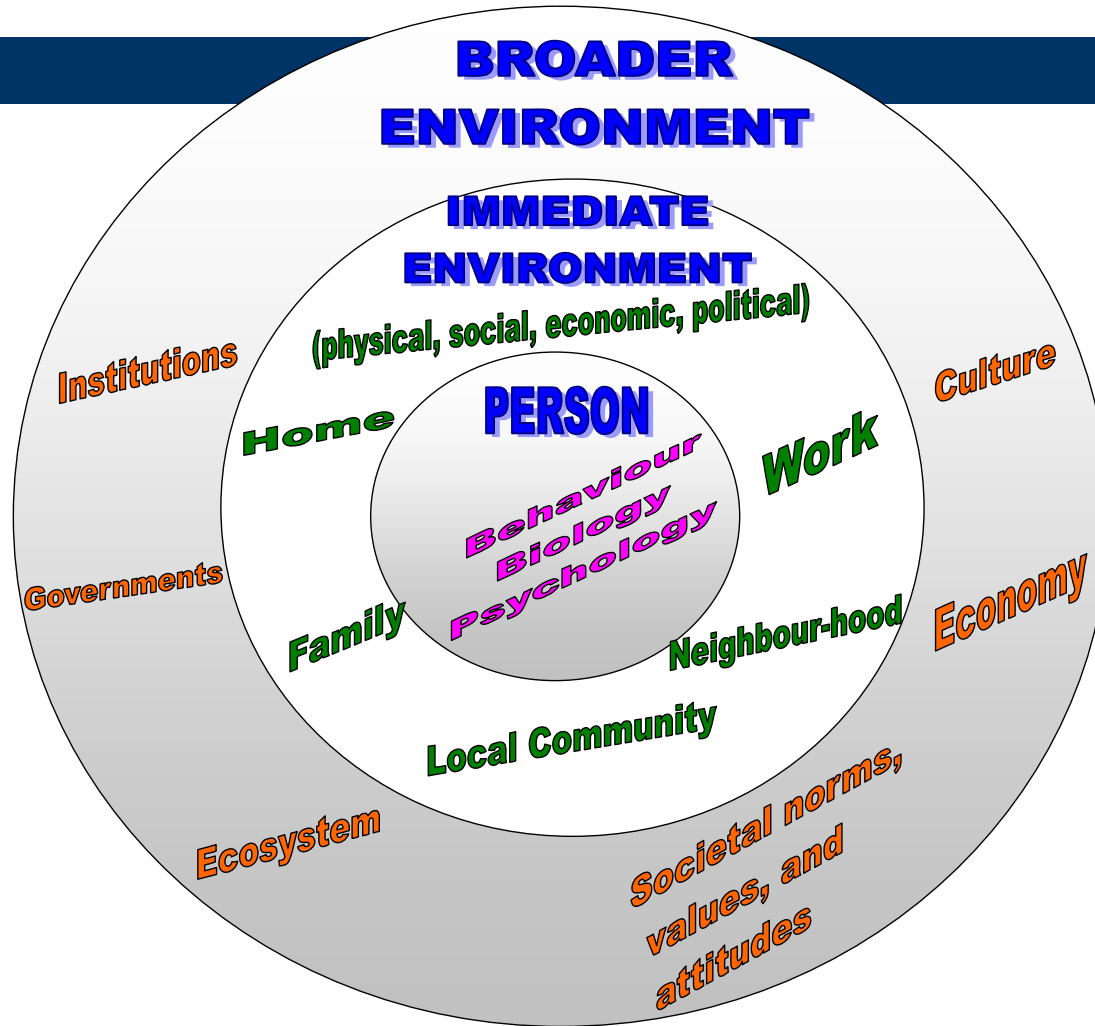 BROADER
ENVIRONMENT
IMMEDIATE
ENVIRONMENT
(physical, social, economic, political)
Institutions
Culture
Home
PERSON
Work
Behaviour
Biology
Psychology
Governments
Economy
Family
Neighbour-hood
Local Community
Ecosystem
Societal norms,
values, and
attitudes